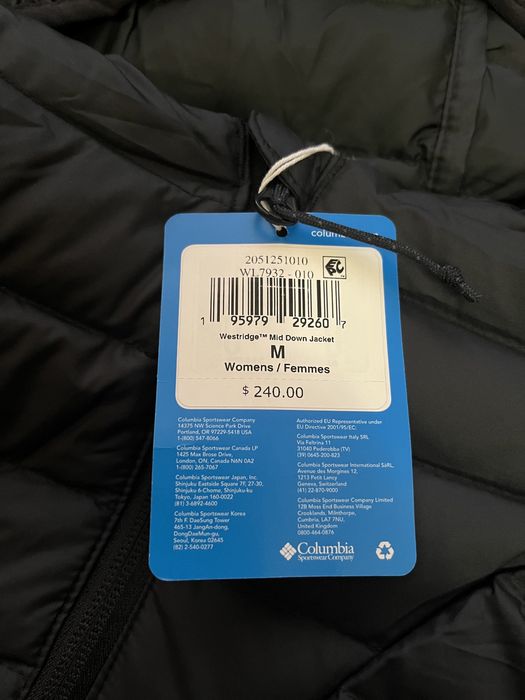 2051251010
WL7932 - 010
1 95979 29260 7
Westridge™ Mid Down Jacket
M
Womens / Femmes
$ 240.00
Columbia Sportswear Company
14375 NW Science Park Drive
Portland, OR 97229-5418 USA
1-(800) 547-8066
Columbia Sportswear Canada LP
1425 Max Brose Drive,
London, ON, Canada N6N 0A2
1-(800) 265-7067
Columbia Sportswear Japan, Inc.
Shinjuku Eastside Square 7F; 27-30,
Shinjuku 6-Chome, Shinjuku-ku
Tokyo, Japan 160-0022
(81) 3-6892-4600
Columbia Sportswear Korea
7th F. DaeSung Tower
465-13 JangAn-dong,
DongDaeMun-gu,
Seoul, Korea 02645
(82) 2-540-0277
Authorized EU Representative under
EU Directive 2001/95/EC:
Columbia Sportswear Italy SRL
Via Feltrina 11
31040 Pederobba (TV)
(39) 0645-200-823
Columbia Sportswear International SàRL,
Avenue des Morgines 12,
1213 Petit Lancy
Geneva, Switzerland
(41) 22-870-9000
Columbia Sportswear Company Limited
12B Moss End Business Village
Crooklands, Milnthorpe,
Cumbria, LA7 7NU,
United Kingdom
0800-464-0876
Columbia
Sportswear Company